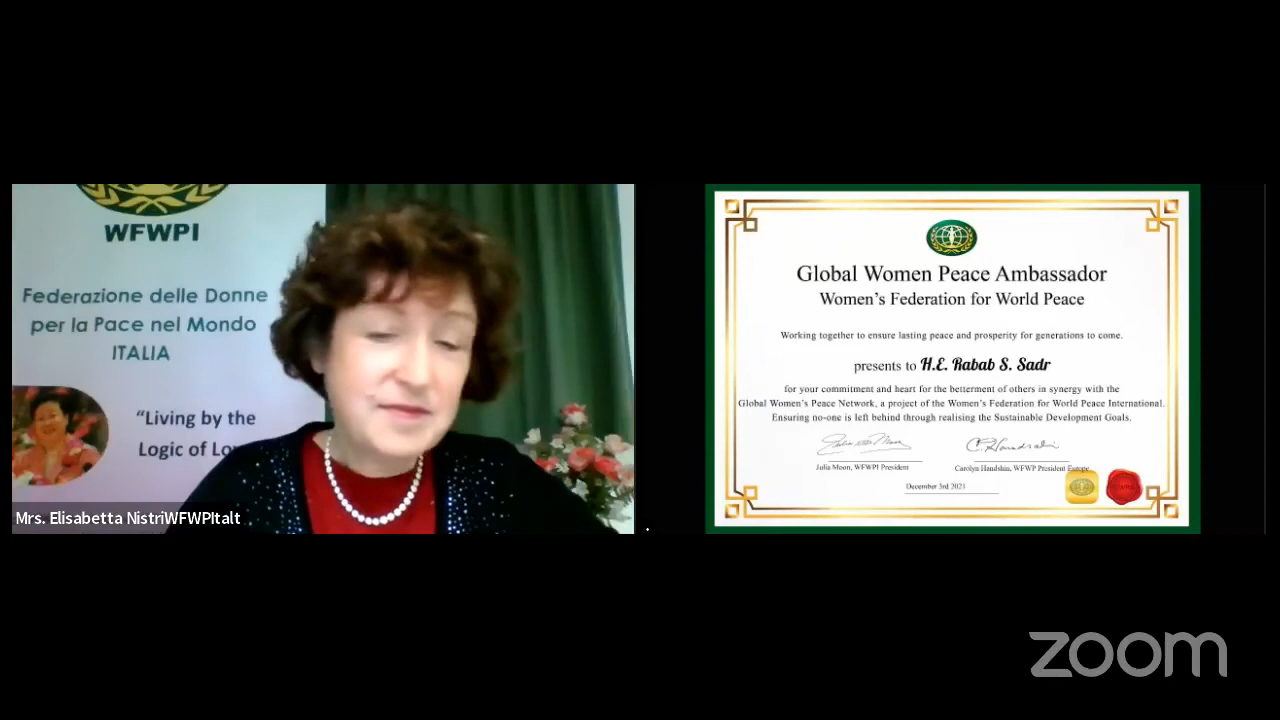 WFWPI
Federazione delle Donne
per la Pace nel Mondo
ITALIA
“Living by the
Logic of Lo
Mrs. Elisabetta NistriWFWPItalt
Global Women Peace Ambassador
Women's Federation for World Peace
Working together to ensure lasting peace and prosperity for generations to come.
presents to H.E. Rabab S. Sadr
for your commitment and heart for the betterment of others in synergy with the
Global Women's Peace Network, a project of the Women's Federation for World Peace International.
Ensuring no-one is left behind through realising the Sustainable Development Goals.
Julia Moon, WFWPI President
Carolyn Handshin, WFWP President Europe
December 3rd 2021
zoom